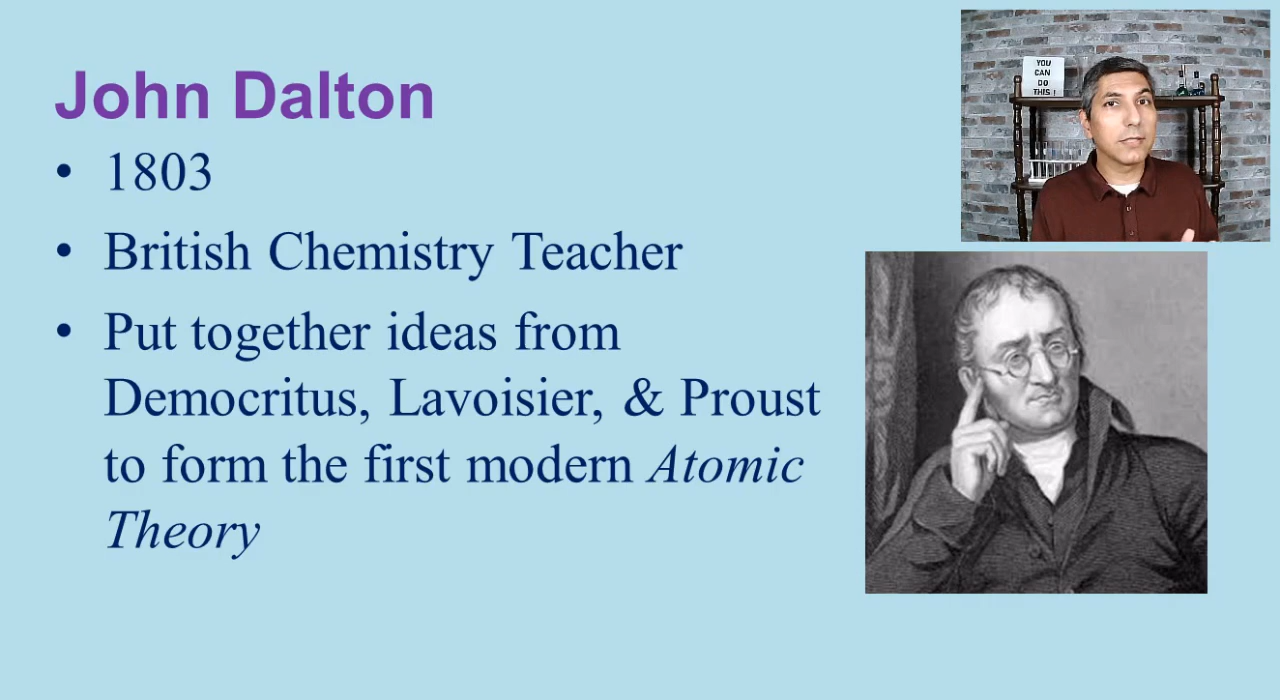 John Dalton
• 1803
• British Chemistry Teacher
• Put together ideas from
Democritus, Lavoisier, & Proust
to form the first modern Atomic
Theory
YOU
CAN
DO
THIS !